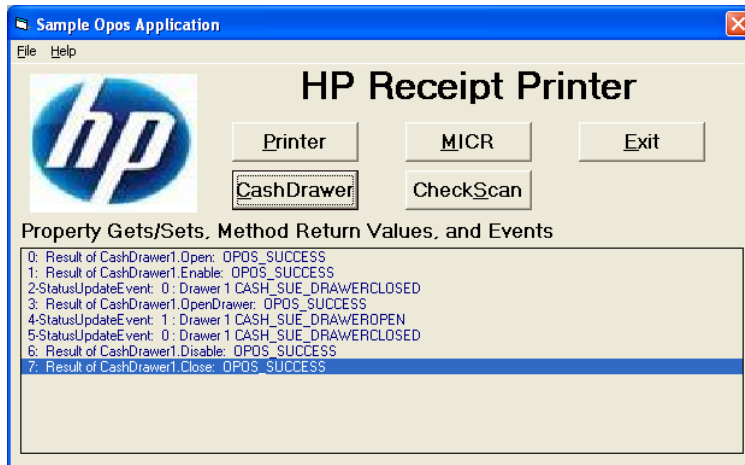 Sample Opos Application
File Help
hp
HP Receipt Printer
Printer MICR Exit
CashDrawer CheckScan
Property Gets/Sets, Method Return Values, and Events
0: Result of CashDrawer1.Open: OPOS_SUCCESS
1: Result of CashDrawer1.Enable: OPOS_SUCCESS
2-StatusUpdateEvent: 0 : Drawer 1 CASH_SUE_DRAWERCLOSED
3: Result of CashDrawer1.OpenDrawer: OPOS_SUCCESS
4-StatusUpdateEvent: 1 : Drawer 1 CASH_SUE_DRAWEROPEN
5-StatusUpdateEvent: 0 : Drawer 1 CASH_SUE_DRAWERCLOSED
6: Result of CashDrawer1.Disable: OPOS_SUCCESS
7: Result of CashDrawer1.Close: OPOS_SUCCESS